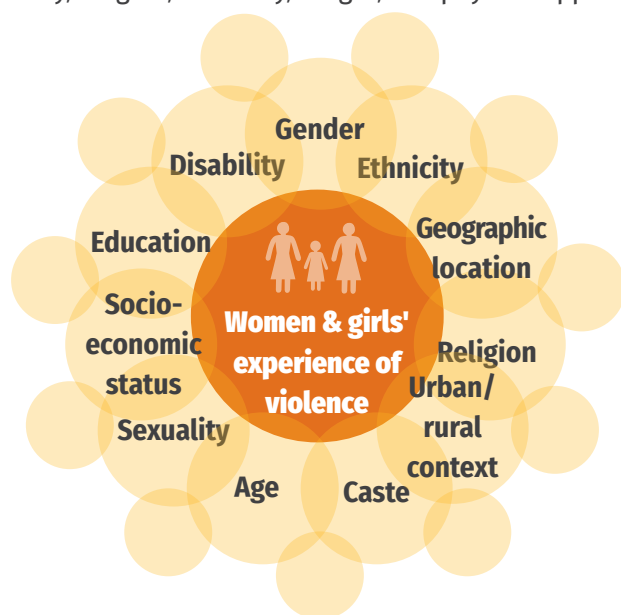 Gender
Disability
Ethnicity
Education
Geographic
location
Socio-
economic
status
Women & girls'
experience of
violence
Religion
Urban/
rural
context
Sexuality
Age
Caste